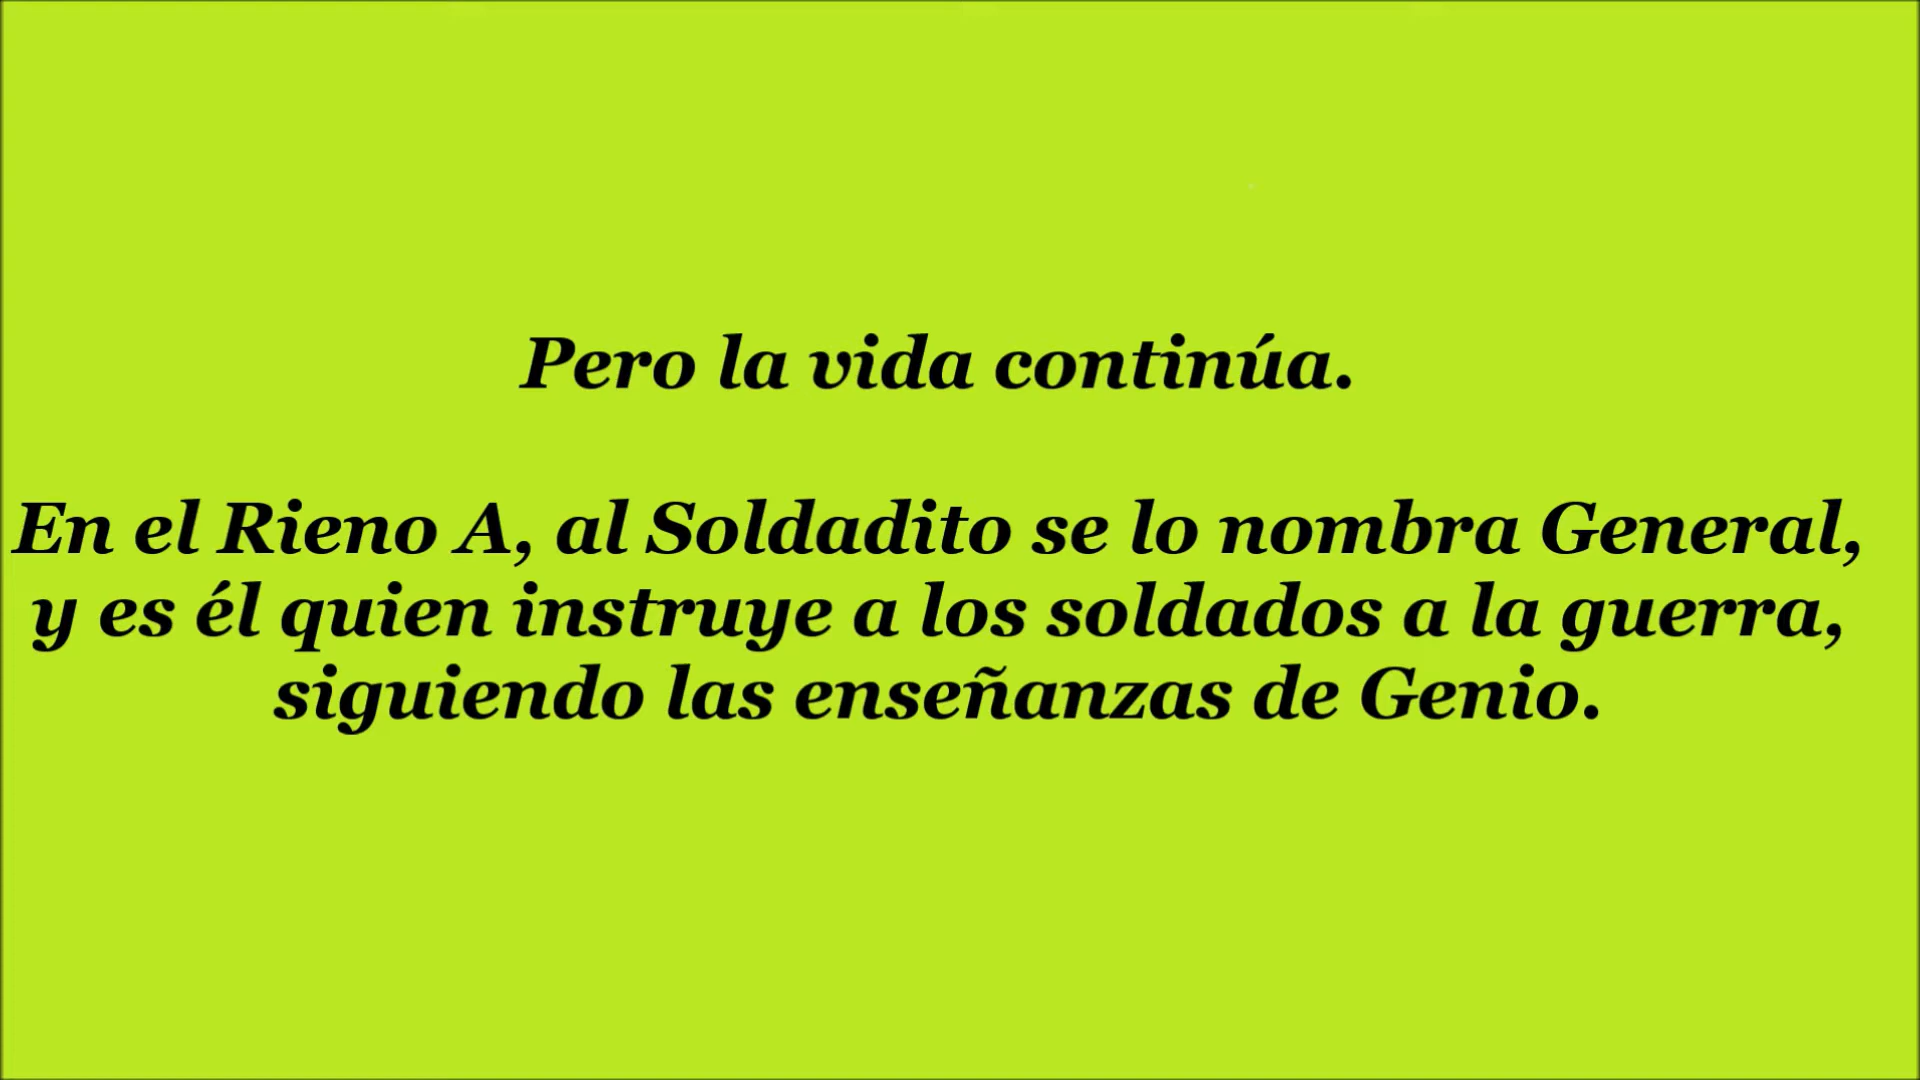 Pero la vida continúa.
En el Rieno A, al Soldadito se lo nombra General,
y es él quien instruye a los soldados a la guerra,
siguiendo las enseñanzas de Genio.